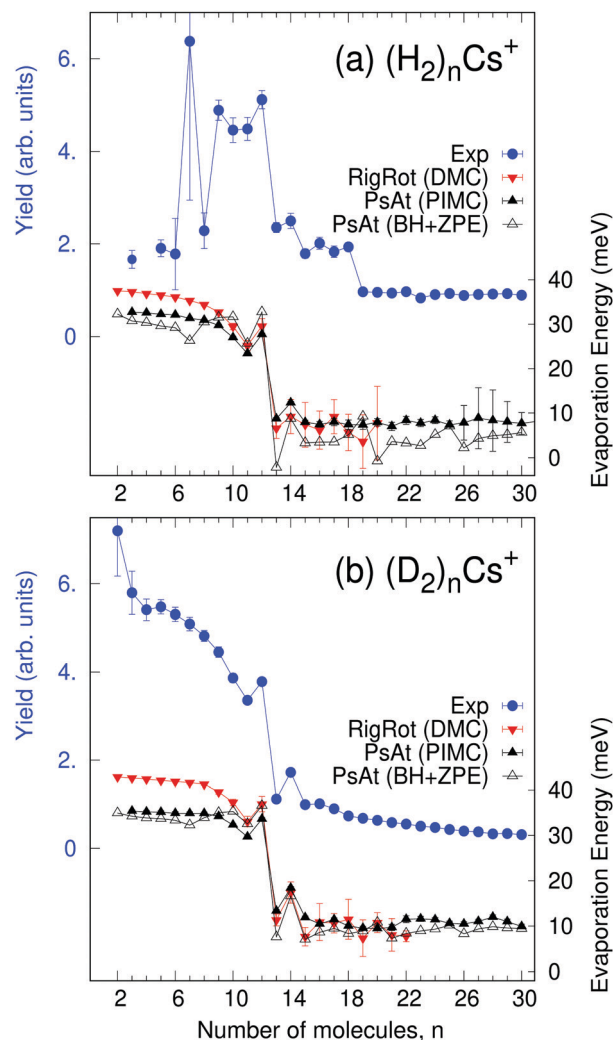 (a) (H₂)ₙCs⁺
Yield (arb. units)
6.
4.
2
0
Exp
RigRot (DMC)
PsAt (PIMC)
PsAt (BH+ZPE)
40
30
20
10
0
Evaporation Energy (meV)
2 6 10 14 18 22 26 30
(b) (D₂)ₙCs⁺
Yield (arb. units)
6.
4
2
0
Exp
RigRot (DMC)
PsAt (PIMC)
PsAt (BH+ZPE)
40
30
20
10
0
Evaporation Energy (meV)
2 6 10 14 18 22 26 30
Number of molecules, n